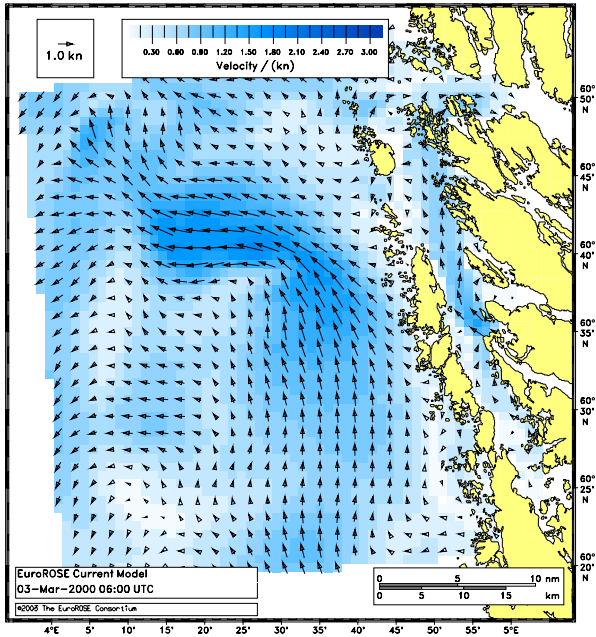 1.0 kn
0.30 0.60 0.90 1.20 1.50 1.80 2.10 2.40 2.70 3.00
Velocity / (kn)
60°
50'
N
60°
45'
N
60°
40'
N
60°
35'
N
60°
30'
N
60°
25'
N
60°
20'
N
EuroROSE Current Model
03-Mar-2000 06:00 UTC
©2003 The EuroROSE Consortium
0 5 10 nm
0 5 10 15 km
4°E 5' 10' 15' 20' 25' 30' 35' 40' 45' 50' 55' 5°E